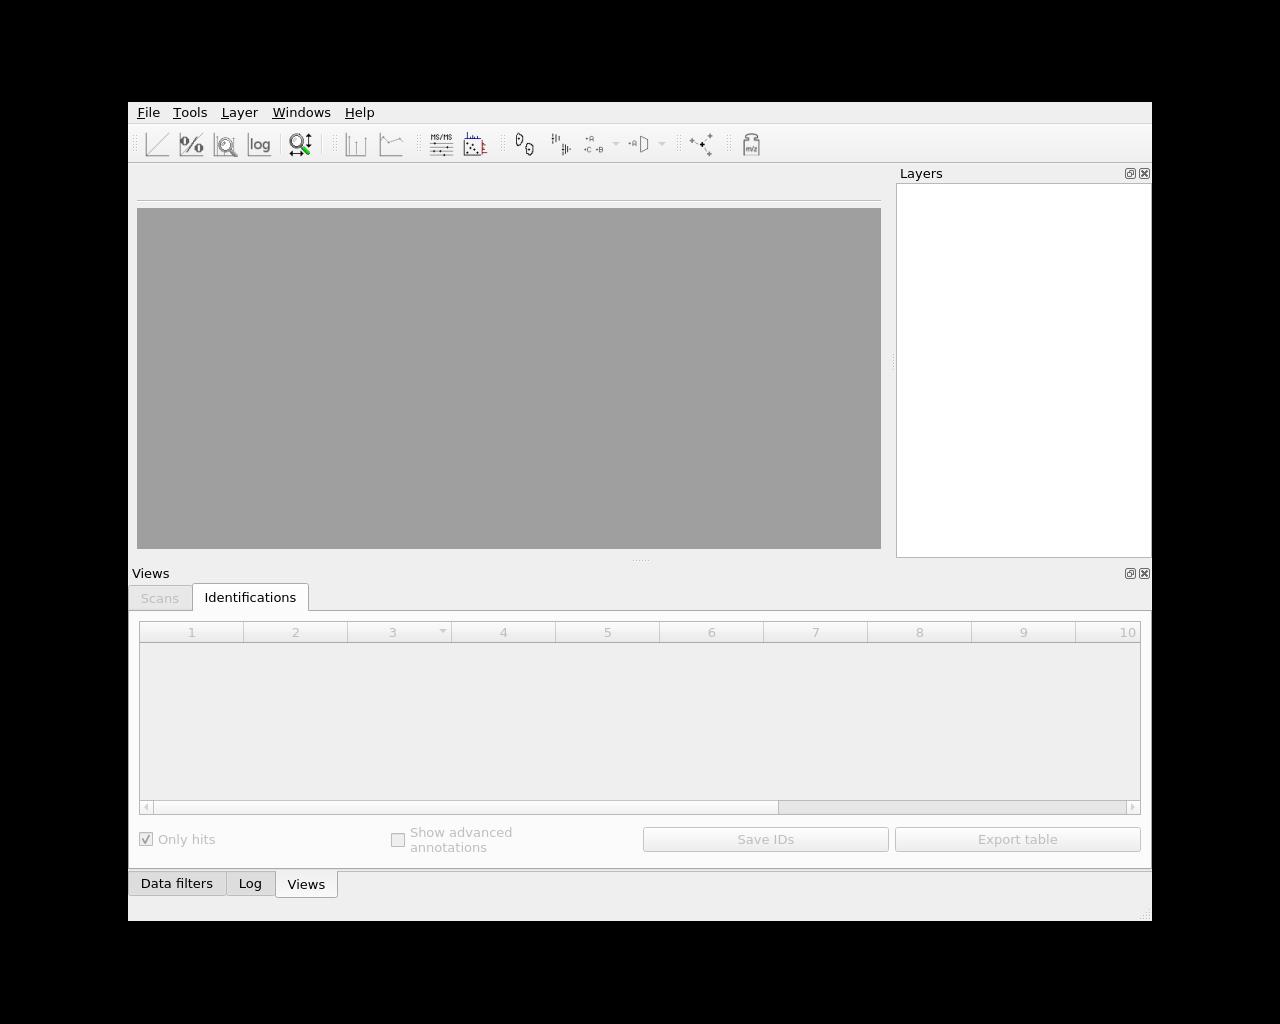 File Tools Layer Windows Help
% log MS/MS A C B A m/z
Layers
Views
Scans Identifications
1 2 3 4 5 6 7 8 9 10
Only hits
Show advanced
annotations
Save IDs Export table
Data filters Log Views